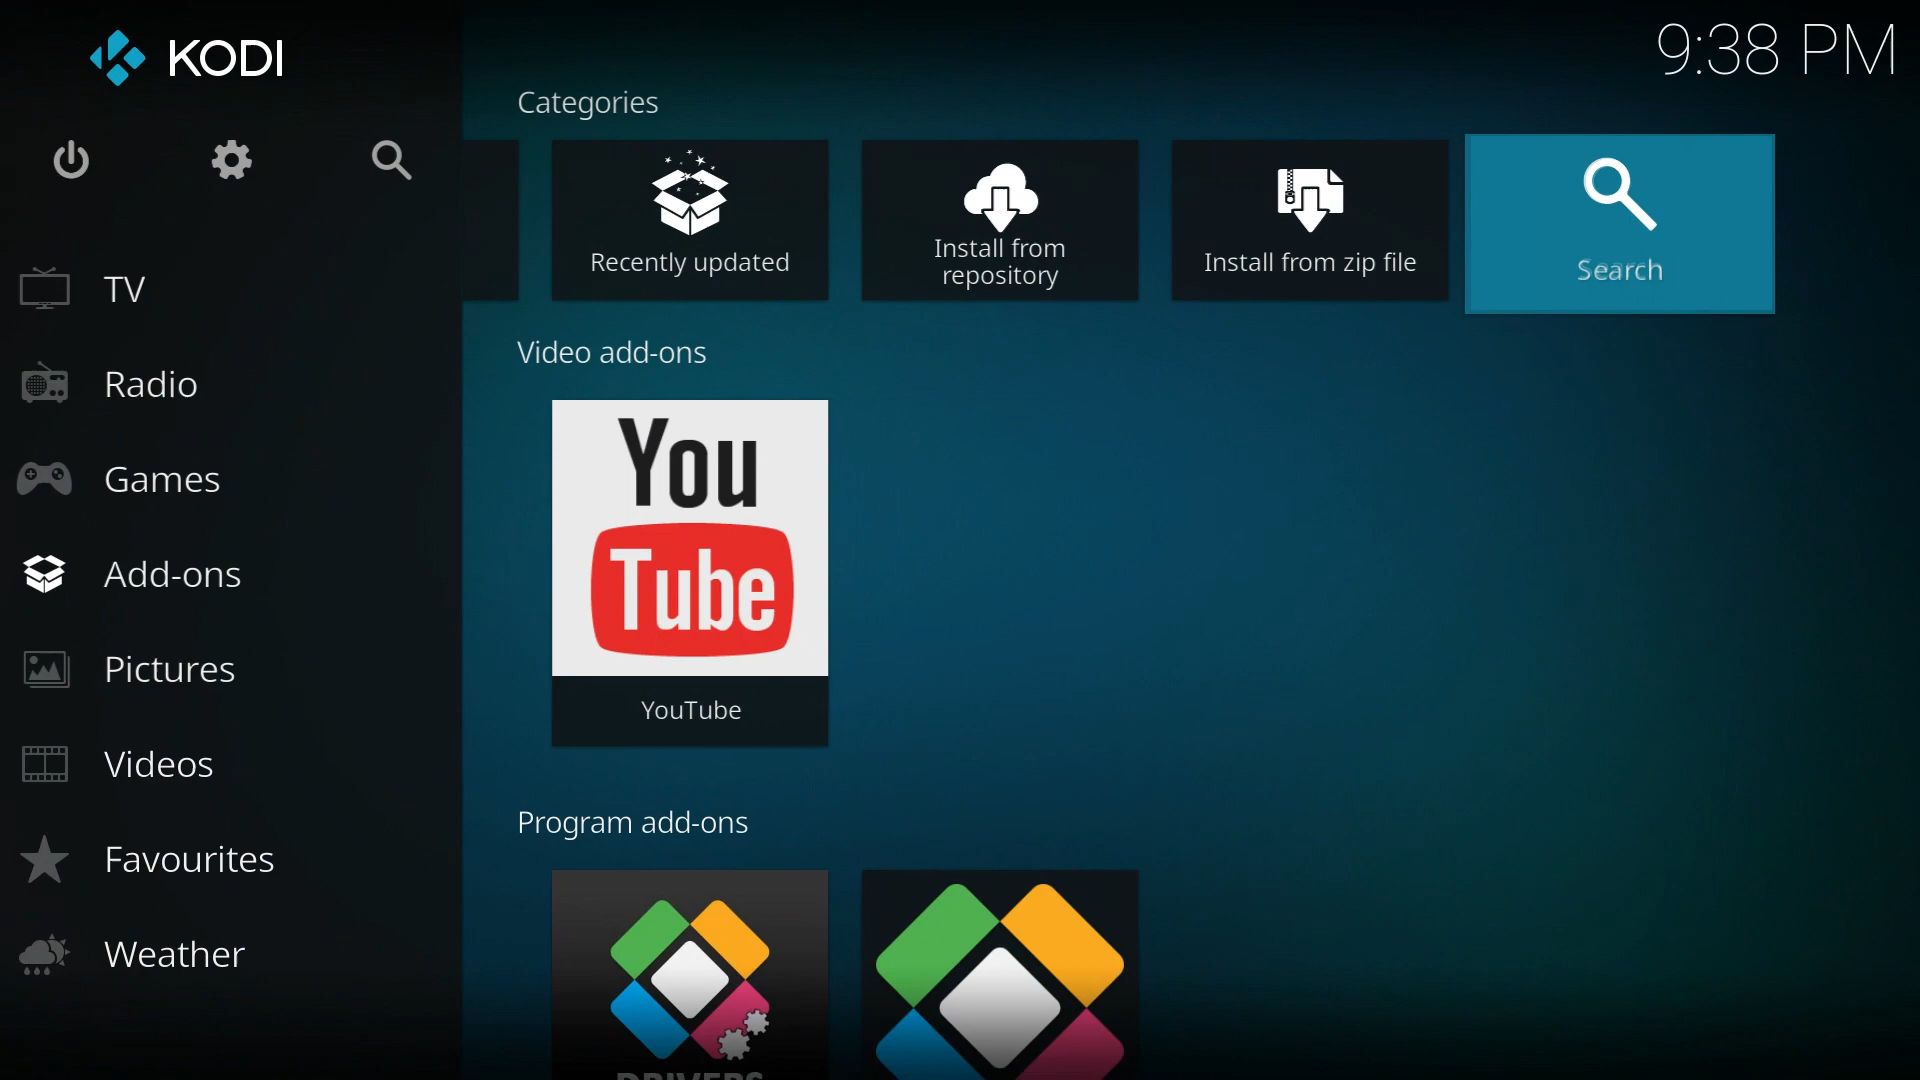 KODI
9:38 PM
Categories
Recently updated
Install from
repository
Install from zip file
Search
TV
Radio
Games
Add-ons
Pictures
Videos
Favourites
Weather
Video add-ons
You
Tube
YouTube
Program add-ons
DRIVERS